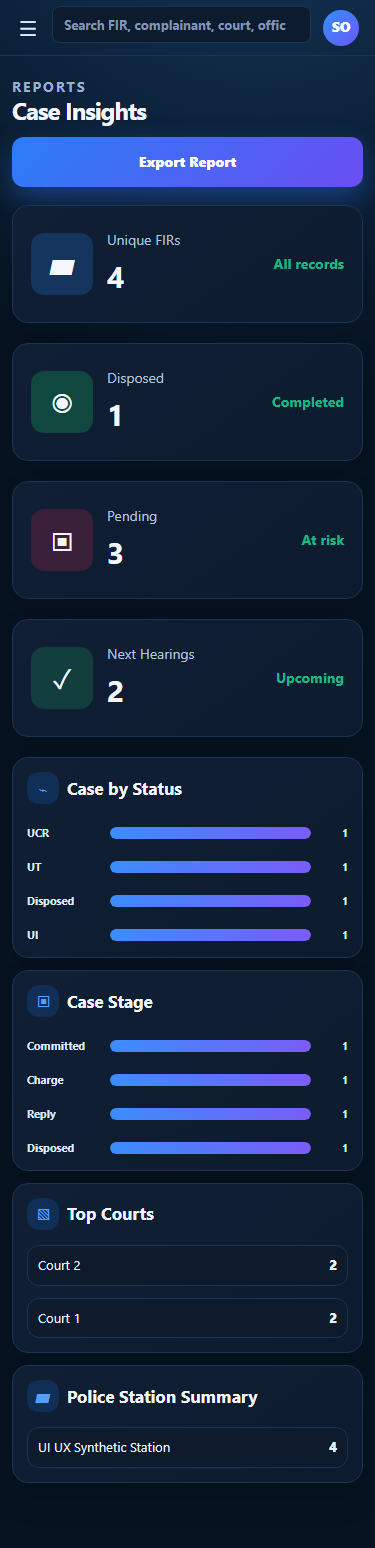 Search FIR, complainant, court, offic
SO
REPORTS
Case Insights
Export Report
Unique FIRs
4
All records
Disposed
1
Completed
Pending
3
At risk
Next Hearings
2
Upcoming
Case by Status
UCR 1
UT 1
Disposed 1
UI 1
Case Stage
Committed 1
Charge 1
Reply 1
Disposed 1
Top Courts
Court 2 2
Court 1 2
Police Station Summary
UI UX Synthetic Station 4